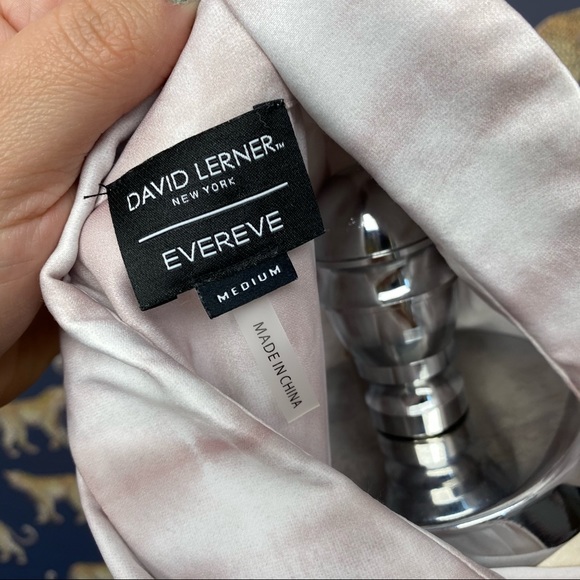 DAVID LERNER™
NEW YORK
EVEREVE
MEDIUM
MADE IN CHINA